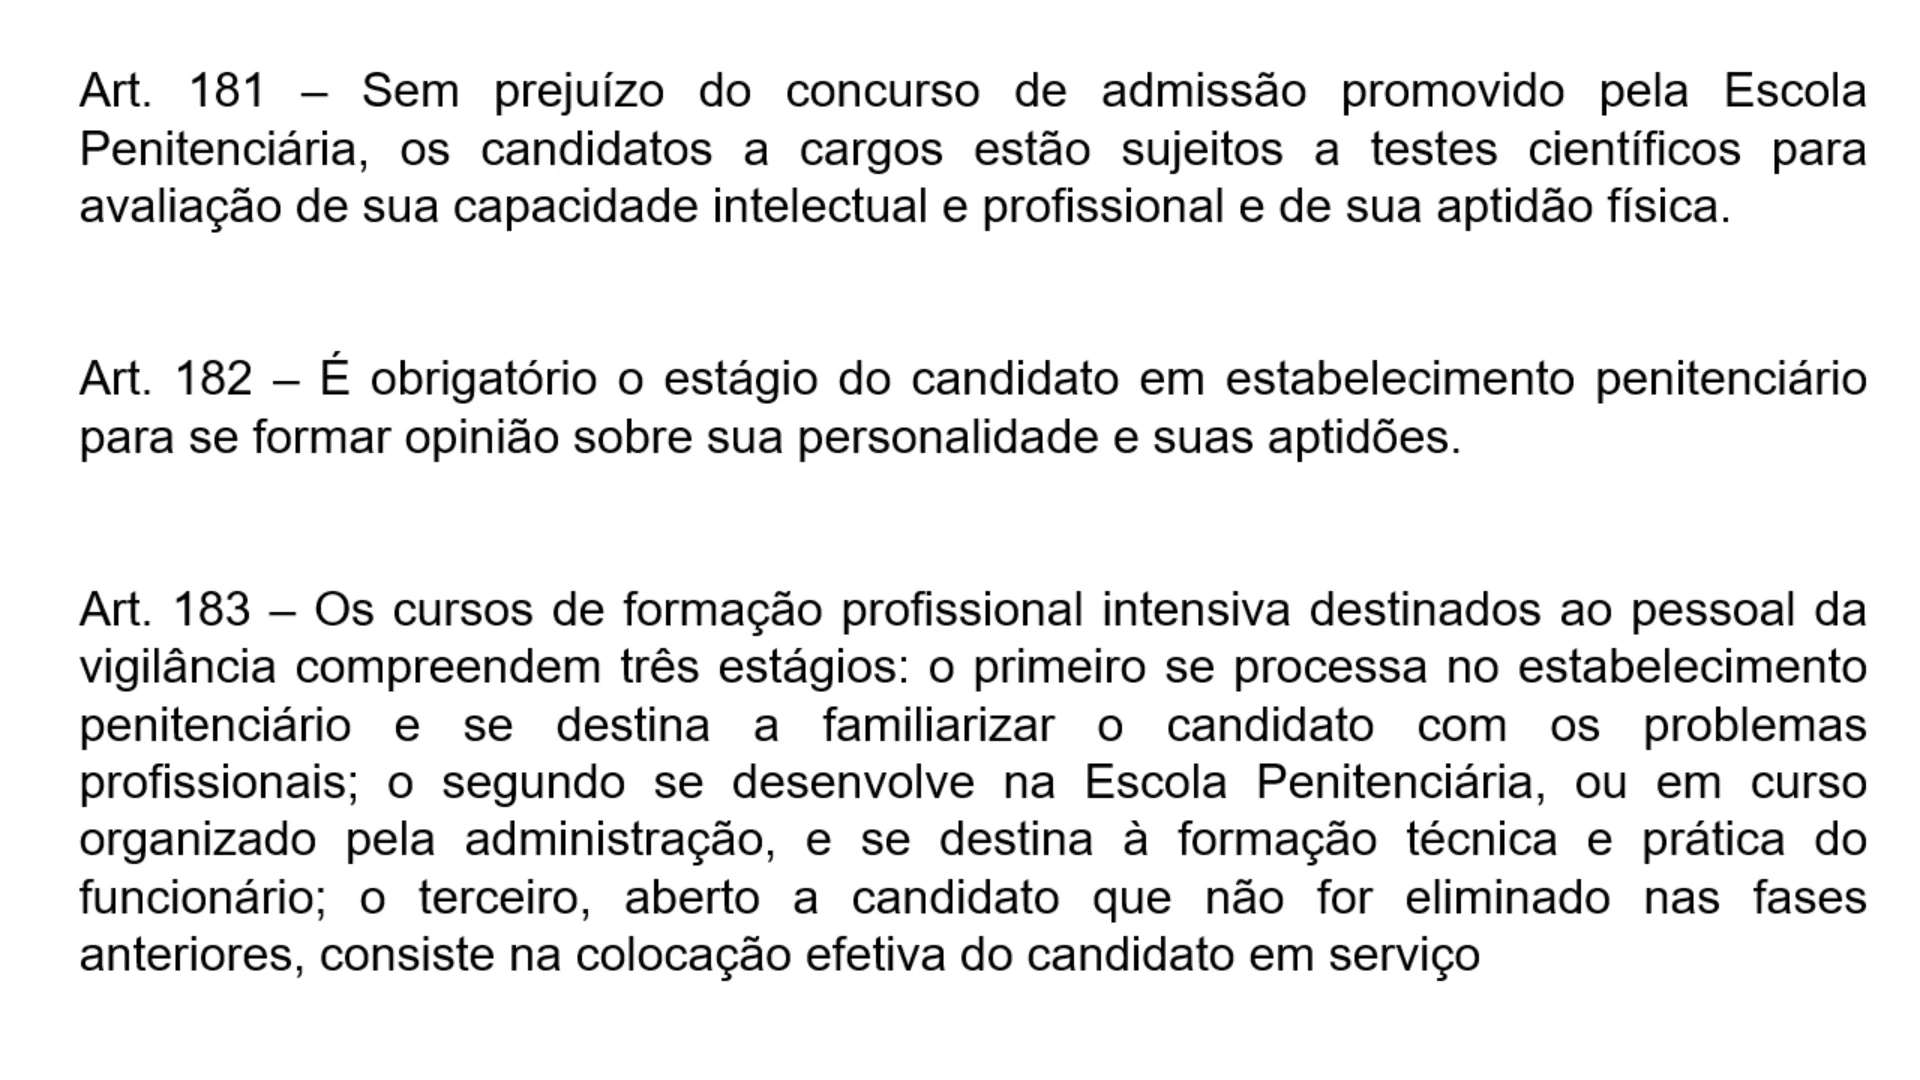 Art. 181 – Sem prejuízo do concurso de admissão promovido pela Escola
Penitenciária, os candidatos a cargos estão sujeitos a testes científicos para
avaliação de sua capacidade intelectual e profissional e de sua aptidão física.
Art. 182 – É obrigatório o estágio do candidato em estabelecimento penitenciário
para se formar opinião sobre sua personalidade e suas aptidões.
Art. 183 – Os cursos de formação profissional intensiva destinados ao pessoal da
vigilância compreendem três estágios: o primeiro se processa no estabelecimento
penitenciário e se destina a familiarizar o candidato com os problemas
profissionais; o segundo se desenvolve na Escola Penitenciária, ou em curso
organizado pela administração, e se destina à formação técnica e prática do
funcionário; o terceiro, aberto a candidato que não for eliminado nas fases
anteriores, consiste na colocação efetiva do candidato em serviço